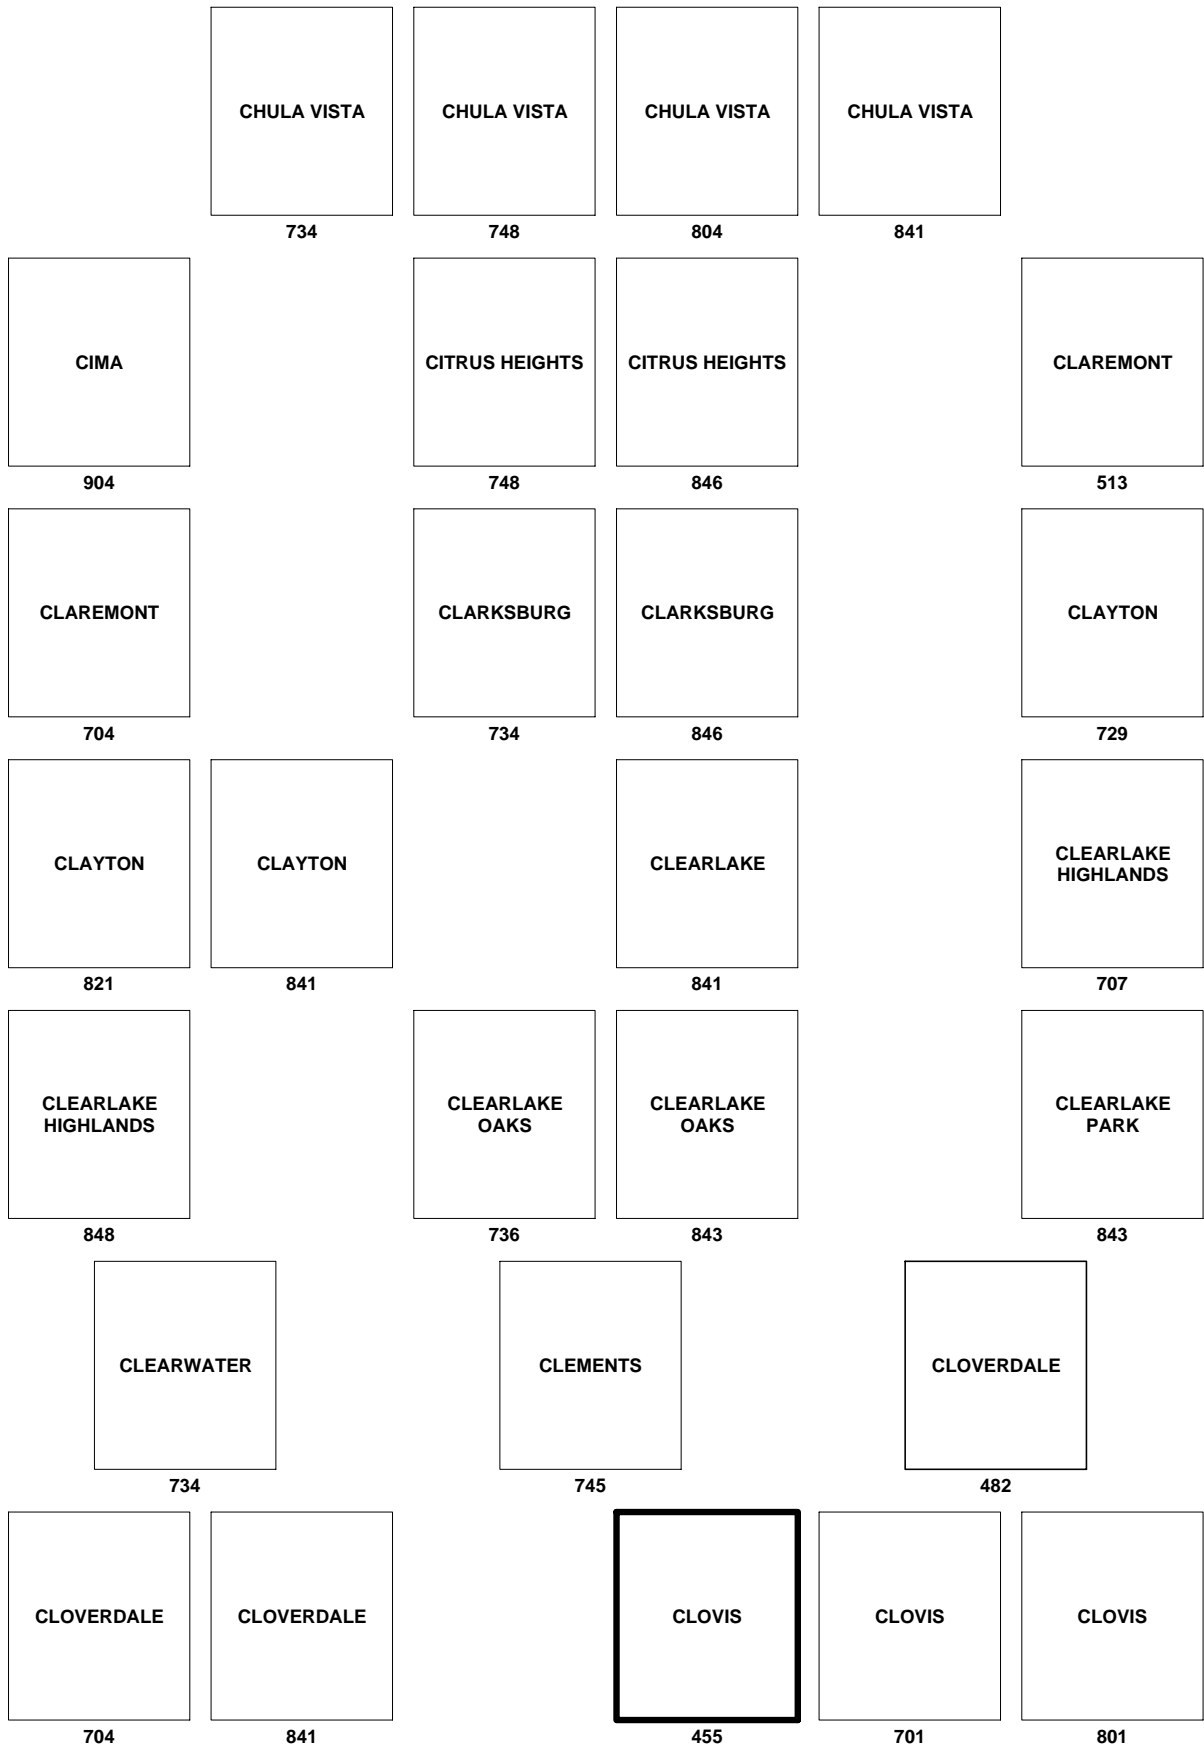 CHULA VISTA CHULA VISTA CHULA VISTA CHULA VISTA
734 748 804 841
CIMA CITRUS HEIGHTS CITRUS HEIGHTS CLAREMONT
904 748 846 513
CLAREMONT CLARKSBURG CLARKSBURG CLAYTON
704 734 846 729
CLAYTON CLAYTON CLEARLAKE CLEARLAKE
HIGHLANDS
821 841 841 707
CLEARLAKE CLEARLAKE CLEARLAKE CLEARLAKE
HIGHLANDS OAKS OAKS PARK
848 736 843 843
CLEARWATER CLEMENTS CLOVERDALE
734 745 482
CLOVERDALE CLOVERDALE CLOVIS CLOVIS CLOVIS
704 841 455 701 801